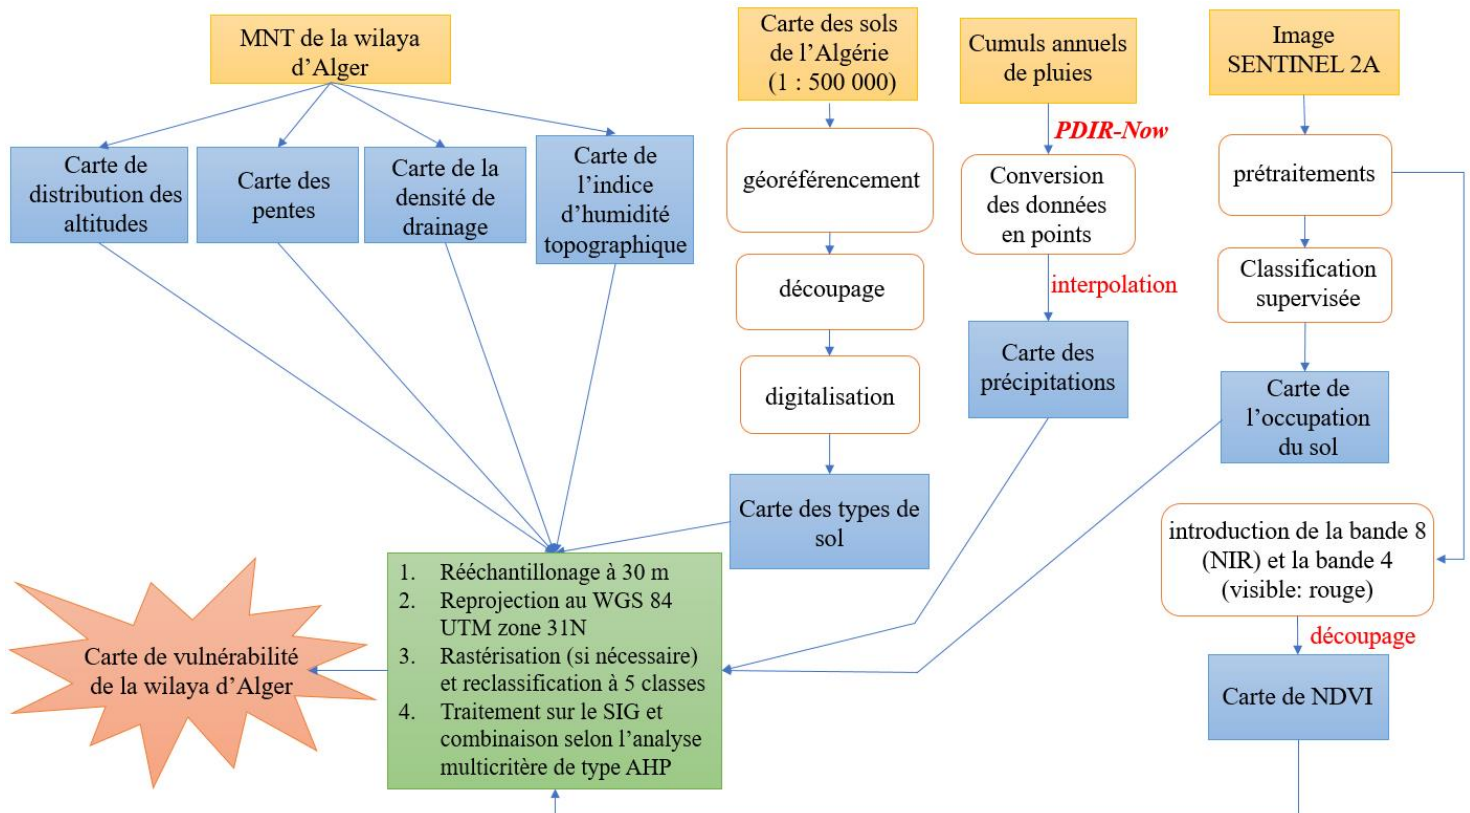 MNT de la wilaya
d’Alger
Carte des sols
de l’Algérie
(1 : 500 000)
Cumuls annuels
de pluies
Image
SENTINEL 2A
PDIR-Now
Carte de
distribution des
altitudes
Carte des
pentes
Carte de la
densité de
drainage
Carte de
l’indice
d’humidité
topographique
géoréférencement
Conversion
des données
en points
prétraitements
découpage
interpolation
Classification
supervisée
digitalisation
Carte des
précipitations
Carte de
l’occupation
du sol
Carte des types de
sol
introduction de la bande 8
(NIR) et la bande 4
(visible: rouge)
découpage
Carte de NDVI
1. Rééchantillonage à 30 m
2. Reprojection au WGS 84
UTM zone 31N
3. Rastérisation (si nécessaire)
et reclassification à 5 classes
4. Traitement sur le SIG et
combinaison selon l’analyse
multicritère de type AHP
Carte de vulnérabilité
de la wilaya d’Alger